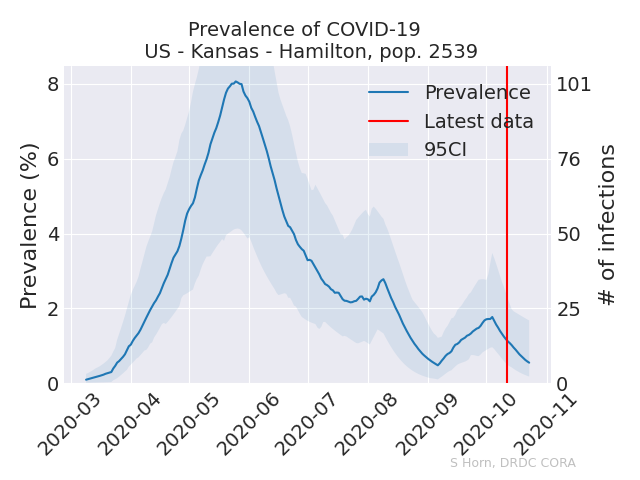 Prevalence of COVID-19
US - Kansas - Hamilton, pop. 2539
Prevalence
Latest data
95CI
Prevalence (%)
8
6
4
2
0
# of infections
101
76
50
25
0
2020-03
2020-04
2020-05
2020-06
2020-07
2020-08
2020-09
2020-10
2020-11
S Horn, DRDC CORA